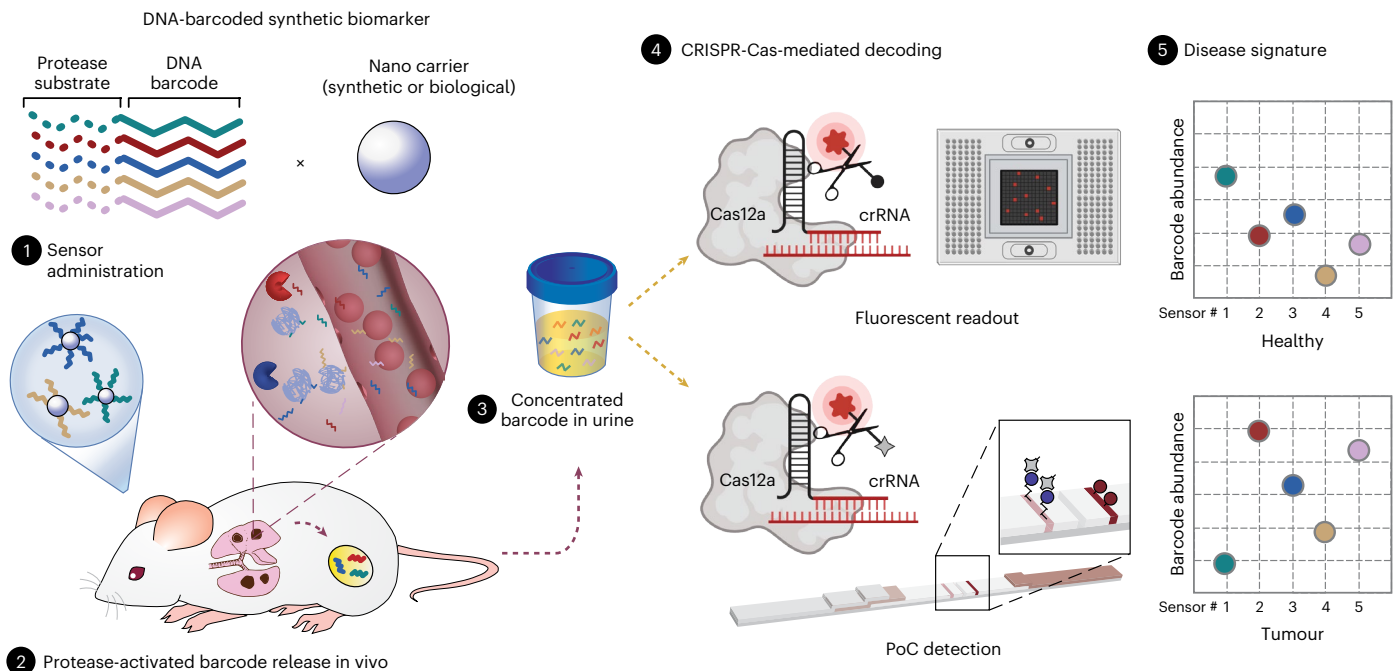 DNA-barcoded synthetic biomarker
Protease
substrate
DNA
barcode
Nano carrier
(synthetic or biological)
×
1 Sensor
administration
2 Protease-activated barcode release in vivo
3 Concentrated
barcode in urine
4 CRISPR-Cas-mediated decoding
Cas12a
crRNA
Fluorescent readout
Cas12a
crRNA
PoC detection
5 Disease signature
Barcode abundance
Sensor # 1 2 3 4 5
Healthy
Barcode abundance
Sensor # 1 2 3 4 5
Tumour